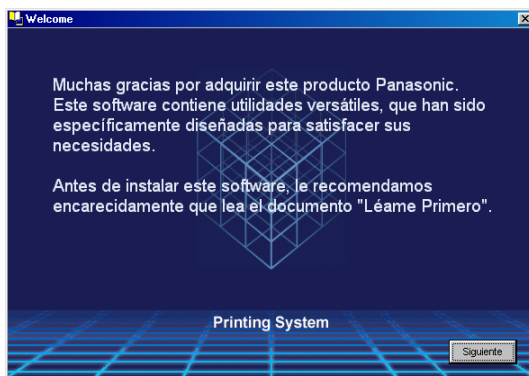 Welcome
Muchas gracias por adquirir este producto Panasonic.
Este software contiene utilidades versátiles, que han sido
específicamente diseñadas para satisfacer sus
necesidades.
Antes de instalar este software, le recomendamos
encarecidamente que lea el documento "Léame Primero".
Printing System
Siguiente